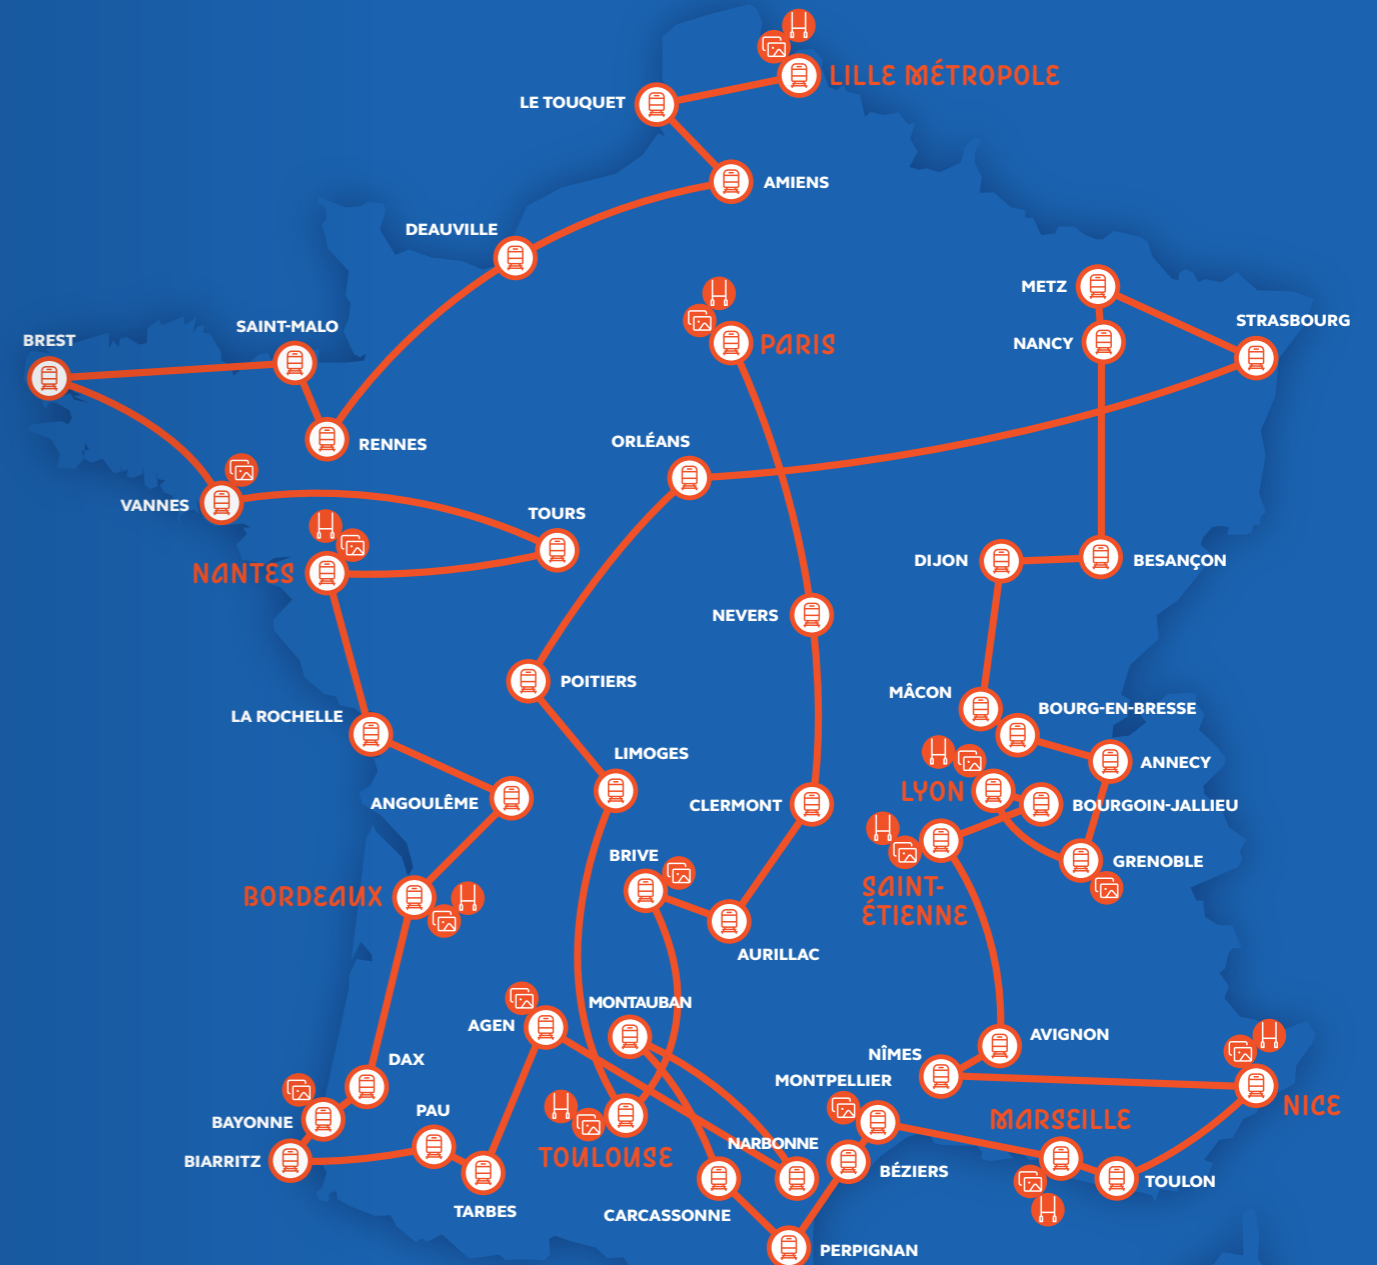 LILLE MÉTROPOLE
LE TOUQUET
AMIENS
DEAUVILLE
METZ
STRASBOURG
SAINT-MALO
BREST
NANCY
PARIS
ORLÉANS
RENNES
VANNES
TOURS
DIJON
BESANÇON
NANTES
NEVERS
POITIERS
MÂCON
BOURG-EN-BRESSE
LA ROCHELLE
LIMOGES
ANNECY
LYON
ANGOULÊME
CLERMONT
BOURGOIN-JALLIEU
BRIVE
GRENOBLE
SAINT-
ÉTIENNE
BORDEAUX
AURILLAC
MONTAUBAN
AGEN
AVIGNON
NÎMES
DAX
MONTPELLIER
PAU
NICE
BAYONNE
MARSEILLE
NARBONNE
BIARRITZ
TOULOUSE
BÉZIERS
TOULON
TARBES
CARCASSONNE
PERPIGNAN